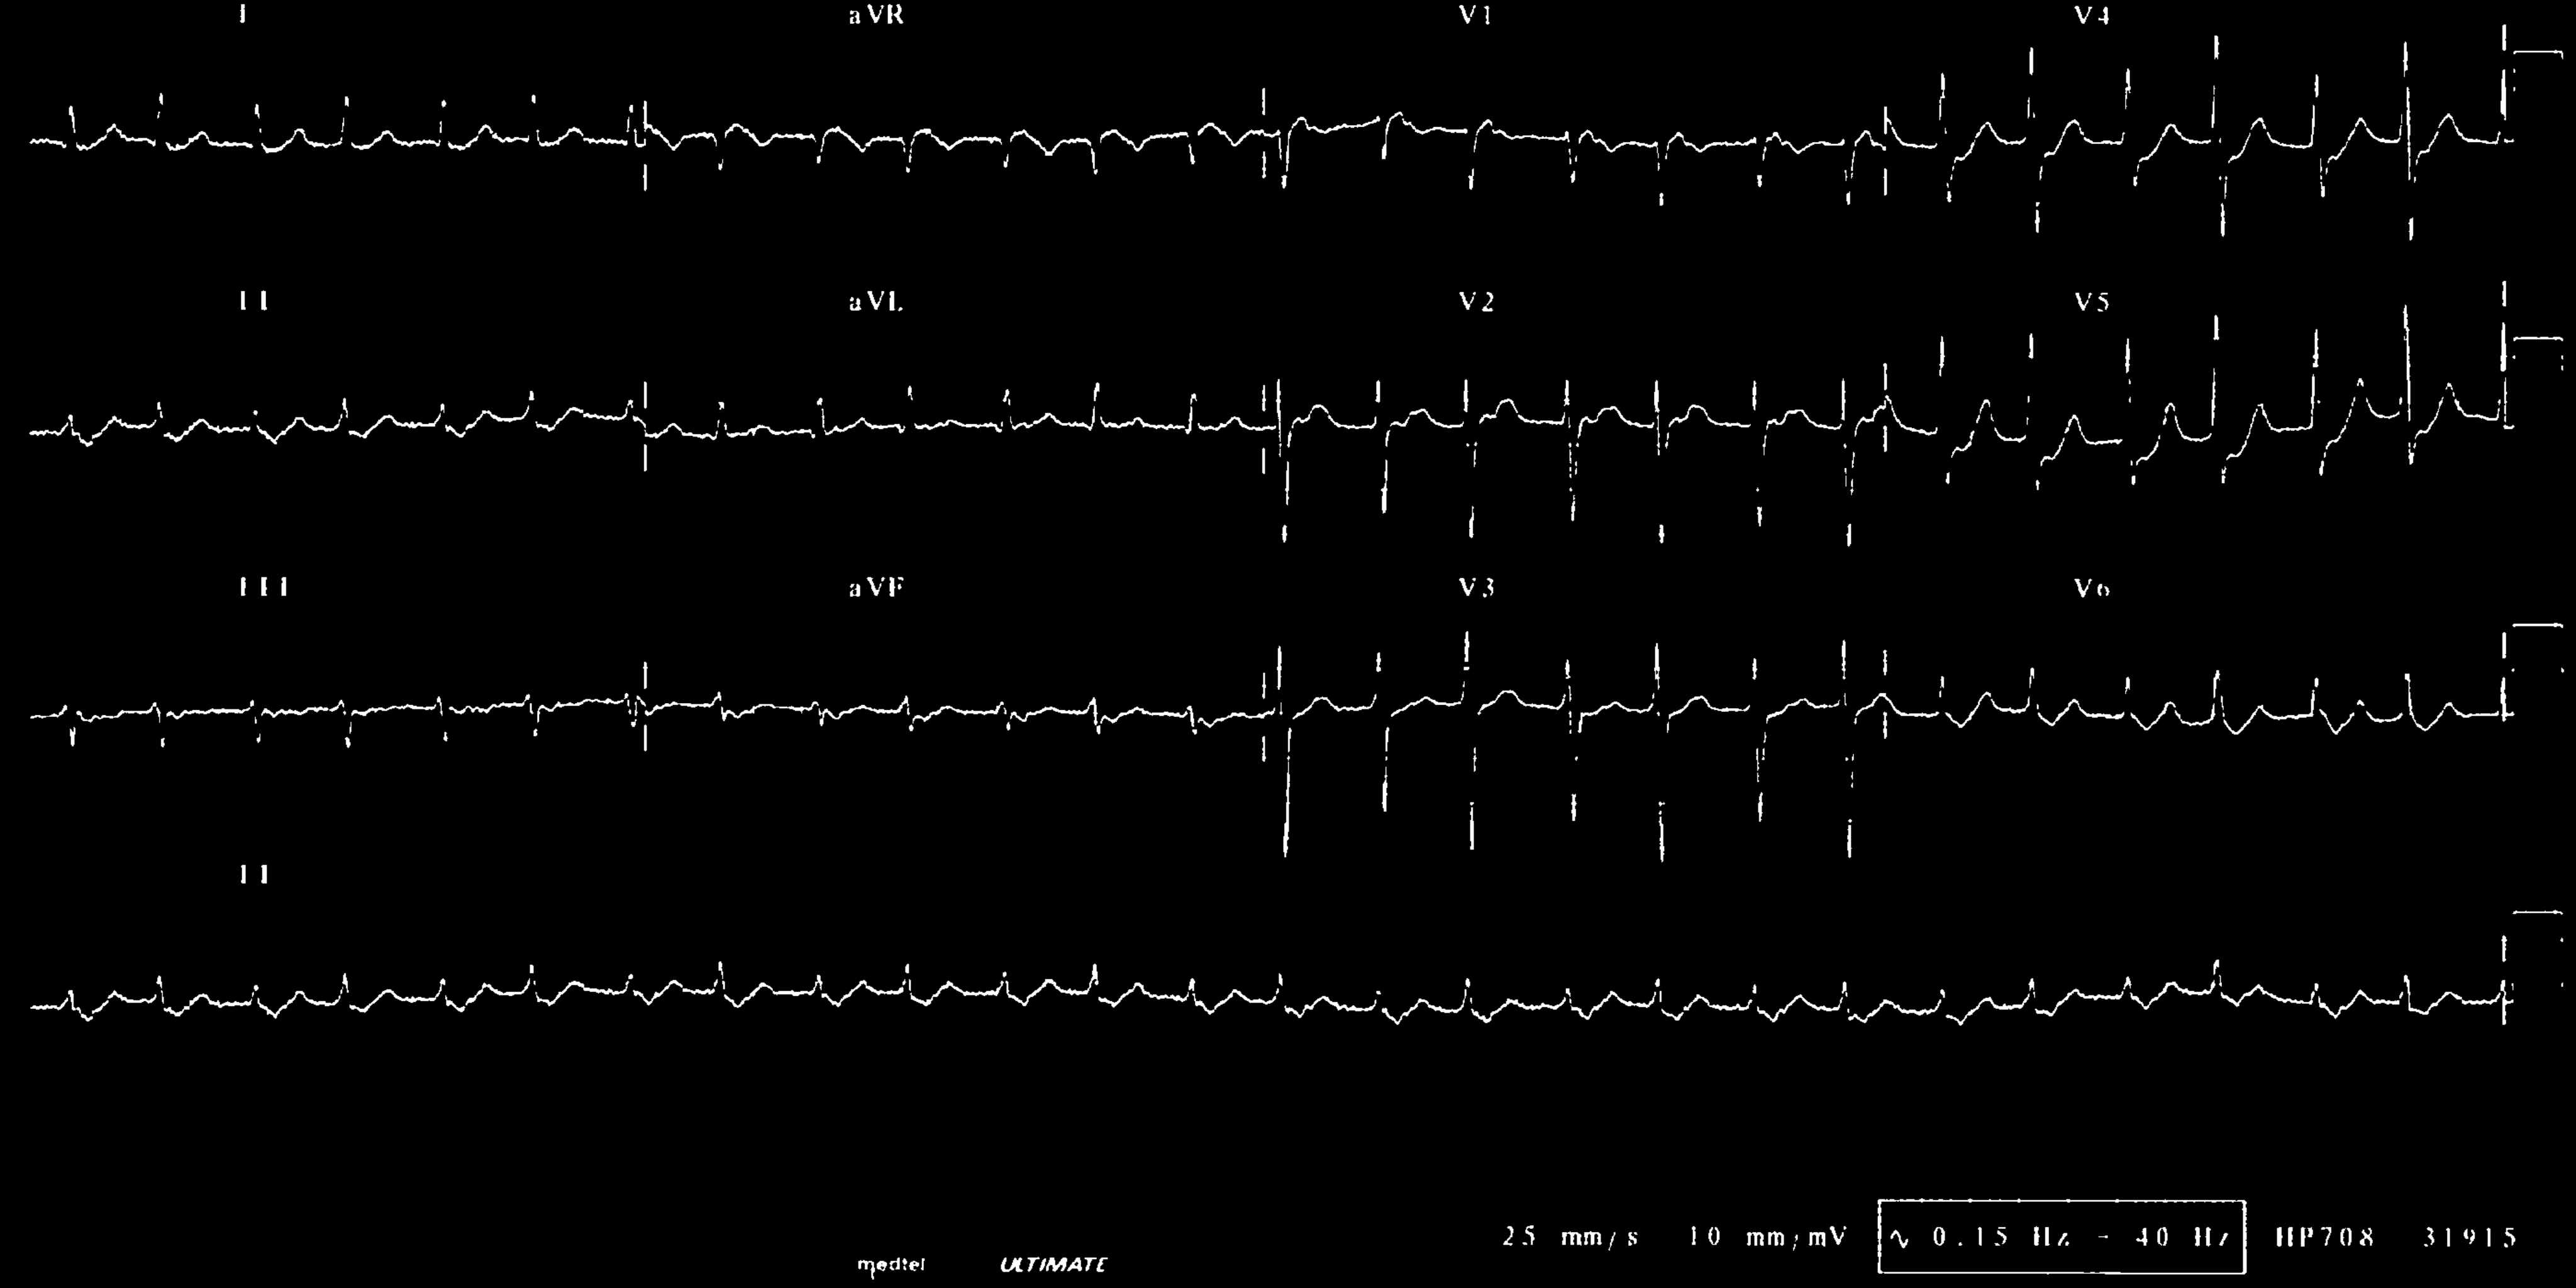 I aVR V1 V4
II aVL V2 V5
III aVF V3 V6
II
25 mm/s 10 mm/mV ~ 0.15 Hz - 40 Hz HP708 31915
medtel ULTIMATE